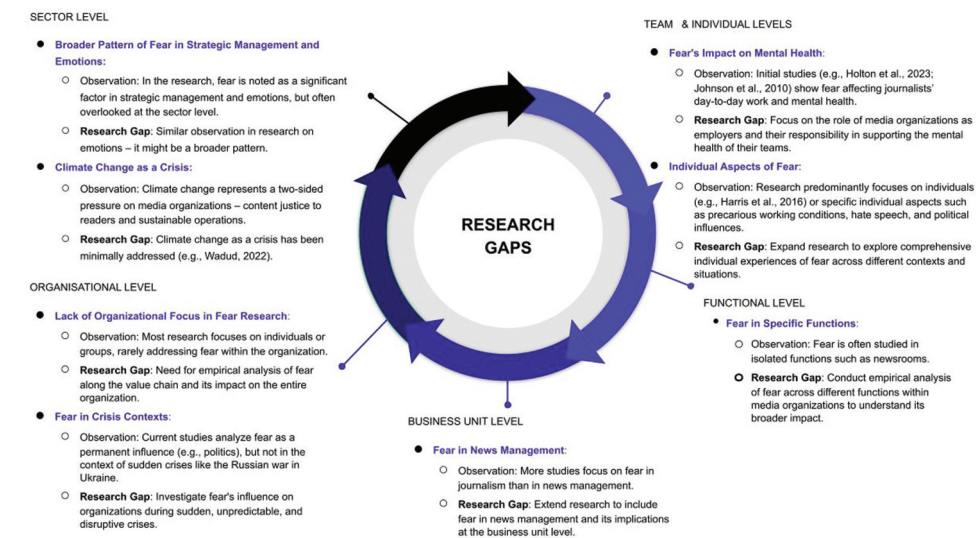 SECTOR LEVEL
● Broader Pattern of Fear in Strategic Management and
Emotions:
○ Observation: In the research, fear is noted as a significant
factor in strategic management and emotions, but often
overlooked at the sector level.
○ Research Gap: Similar observation in research on
emotions – it might be a broader pattern.
● Climate Change as a Crisis:
○ Observation: Climate change represents a two-sided
pressure on media organizations – content justice to
readers and sustainable operations.
○ Research Gap: Climate change as a crisis has been
minimally addressed (e.g., Wadud, 2022).
ORGANISATIONAL LEVEL
● Lack of Organizational Focus in Fear Research:
○ Observation: Most research focuses on individuals or
groups, rarely addressing fear within the organization.
○ Research Gap: Need for empirical analysis of fear
along the value chain and its impact on the entire
organization.
● Fear in Crisis Contexts:
○ Observation: Current studies analyze fear as a
permanent influence (e.g., politics), but not in the
context of sudden crises like the Russian war in
Ukraine.
○ Research Gap: Investigate fear's influence on
organizations during sudden, unpredictable, and
disruptive crises.
RESEARCH
GAPS
BUSINESS UNIT LEVEL
● Fear in News Management:
○ Observation: More studies focus on fear in
journalism than in news management.
○ Research Gap: Extend research to include
fear in news management and its implications
at the business unit level.
TEAM & INDIVIDUAL LEVELS
● Fear's Impact on Mental Health:
○ Observation: Initial studies (e.g., Holton et al., 2023;
Johnson et al., 2010) show fear affecting journalists'
day-to-day work and mental health.
○ Research Gap: Focus on the role of media organizations as
employers and their responsibility in supporting the mental
health of their teams.
● Individual Aspects of Fear:
○ Observation: Research predominantly focuses on individuals
(e.g., Harris et al., 2016) or specific individual aspects such
as precarious working conditions, hate speech, and political
influences.
○ Research Gap: Expand research to explore comprehensive
individual experiences of fear across different contexts and
situations.
FUNCTIONAL LEVEL
• Fear in Specific Functions:
○ Observation: Fear is often studied in
isolated functions such as newsrooms.
○ Research Gap: Conduct empirical analysis
of fear across different functions within
media organizations to understand its
broader impact.